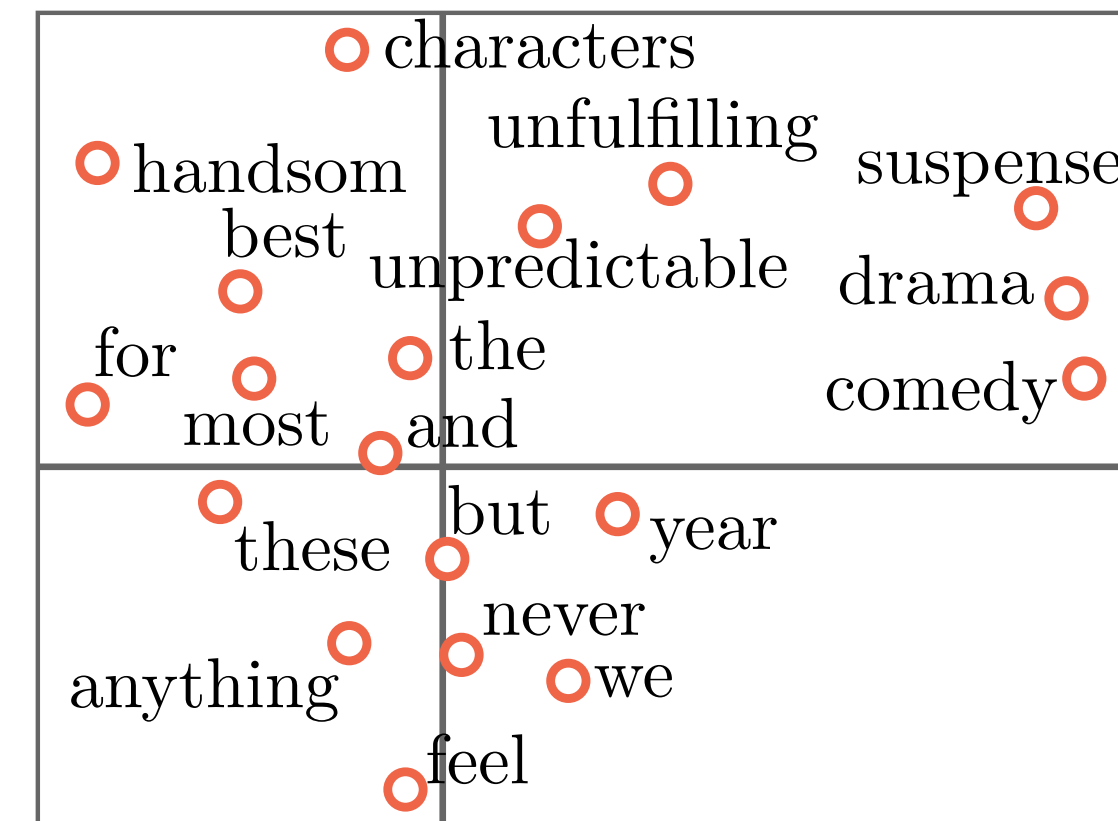 characters
unfulfilling
handsom
suspense
best
unpredictable
drama
for
the
comedy
most
and
but
year
these
never
anything
we
feel